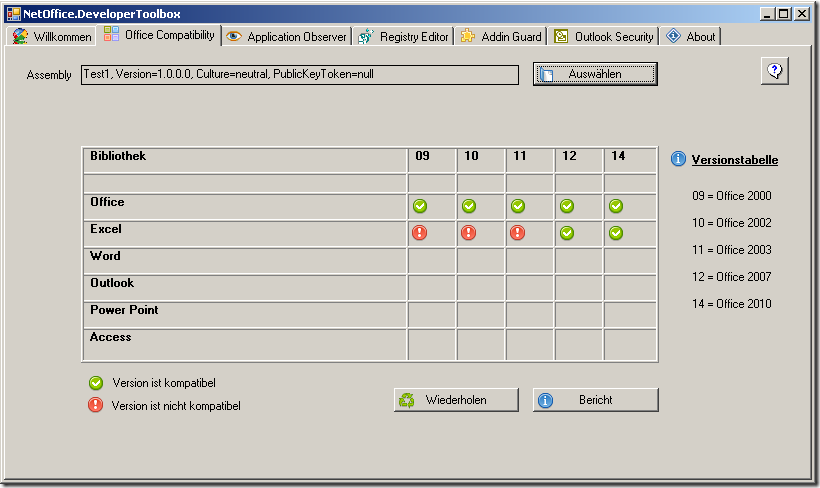 NetOffice.DeveloperToolbox
Willkommen Office Compatibility Application Observer Registry Editor Addin Guard Outlook Security About
Assembly Test1, Version=1.0.0.0, Culture=neutral, PublicKeyToken=null Auswählen
Bibliothek 09 10 11 12 14
Versionstabelle
Office
09 = Office 2000
Excel
10 = Office 2002
Word
11 = Office 2003
Outlook
12 = Office 2007
Power Point
14 = Office 2010
Access
Version ist kompatibel
Version ist nicht kompatibel
Wiederholen Bericht